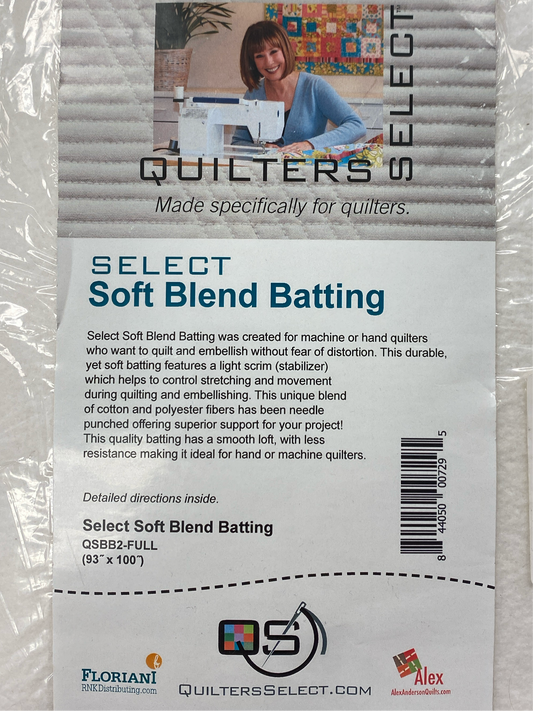 QUILTERS SELECT™
Made specifically for quilters.
SELECT
Soft Blend Batting
Select Soft Blend Batting was created for machine or hand quilters
who want to quilt and embellish without fear of distortion. This durable,
yet soft batting features a light scrim (stabilizer)
which helps to control stretching and movement
during quilting and embellishing. This unique blend
of cotton and polyester fibers has been needle
punched offering superior support for your project!
This quality batting has a smooth loft, with less
resistance making it ideal for hand or machine quilters.
8 44050 00729 5
Detailed directions inside.
Select Soft Blend Batting
QSBB2-FULL
(93˝ x 100˝)
QS
FLORIANI
RNKDistributing.com
QUILTERSSELECT.COM
Alex
AlexAndersonQuilts.com